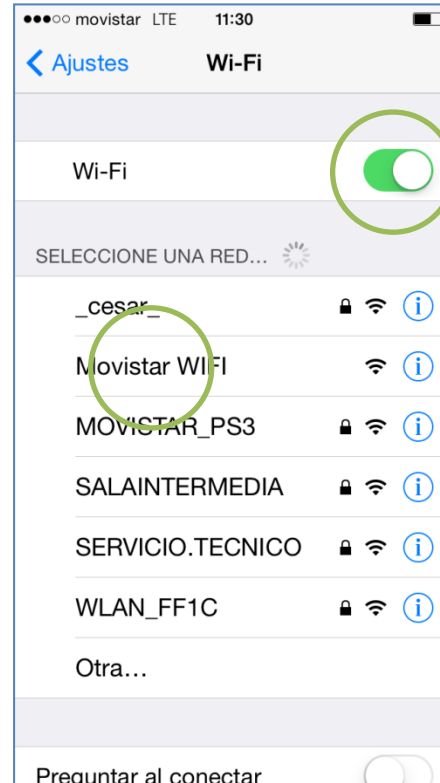 movistar LTE 11:30
Ajustes Wi-Fi
Wi-Fi
SELECCIONE UNA RED...
_cesar_
Movistar WIFI
MOVISTAR_PS3
SALAINTERMEDIA
SERVICIO.TECNICO
WLAN_FF1C
Otra...
Preguntar al conectar